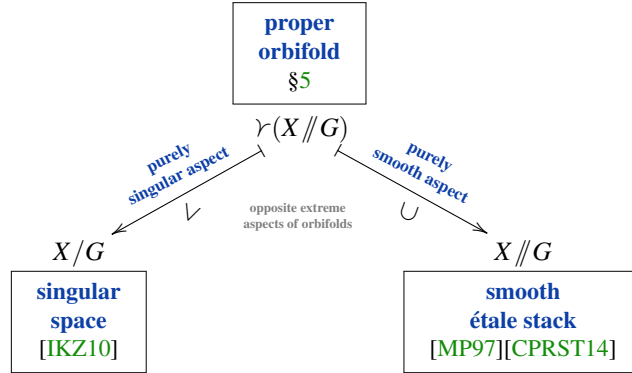 proper
orbifold
§5
ϒ(X⫽G)
purely
singular aspect
purely
smooth aspect
<
opposite extreme
aspects of orbifolds
∪
X/G
X⫽G
singular
space
[IKZ10]
smooth
étale stack
[MP97][CPRST14]